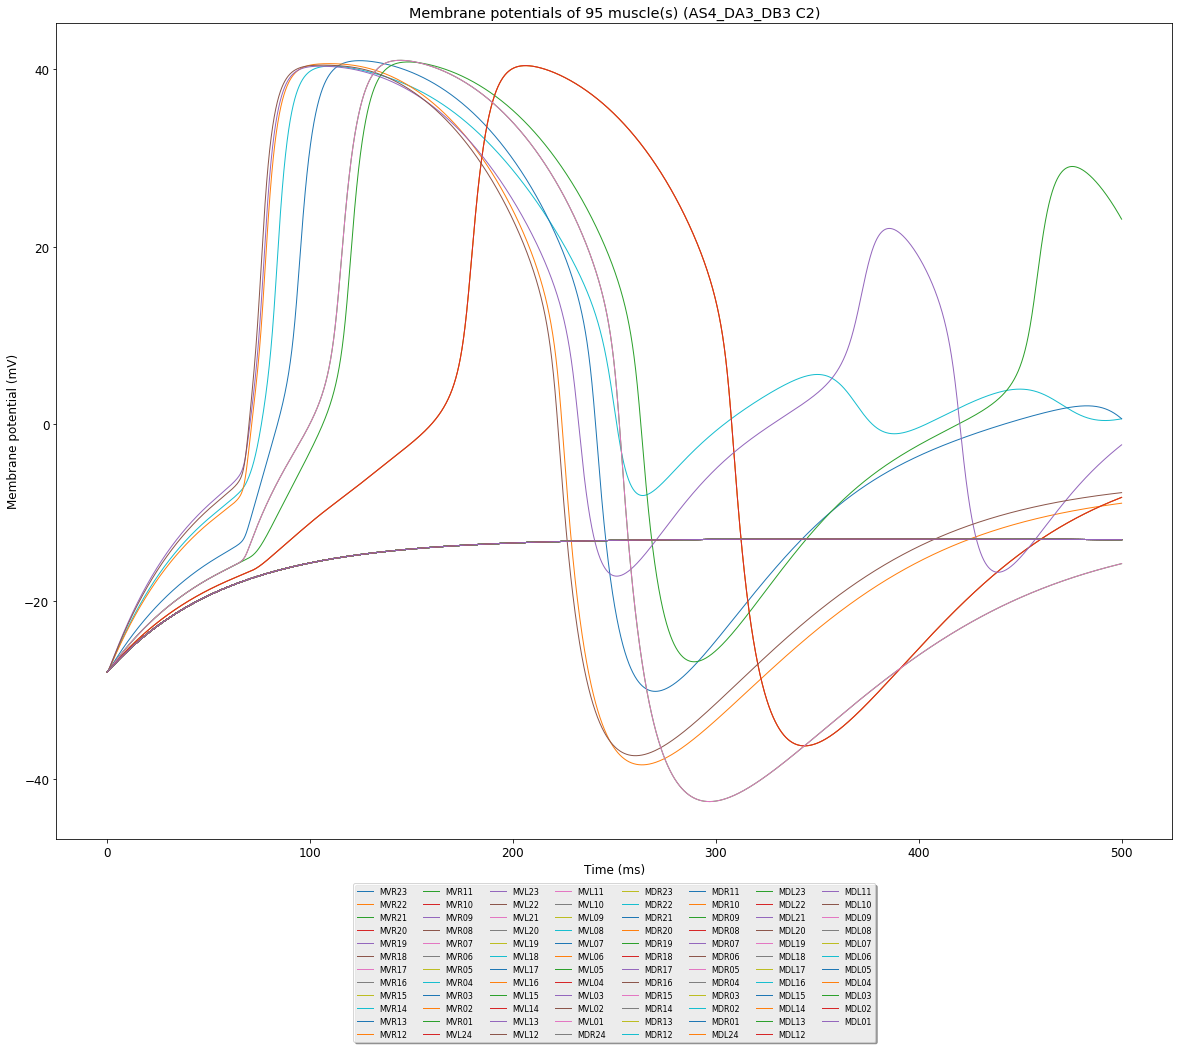 Membrane potentials of 95 muscle(s) (AS4_DA3_DB3 C2)
40
20
0
−20
−40
Membrane potential (mV)
0 100 200 300 400 500
Time (ms)
MVR23 MVR11 MVL23 MVL11 MDR23 MDR11 MDL23 MDL11
MVR22 MVR10 MVL22 MVL10 MDR22 MDR10 MDL22 MDL10
MVR21 MVR09 MVL21 MVL09 MDR21 MDR09 MDL21 MDL09
MVR20 MVR08 MVL20 MVL08 MDR20 MDR08 MDL20 MDL08
MVR19 MVR07 MVL19 MVL07 MDR19 MDR07 MDL19 MDL07
MVR18 MVR06 MVL18 MVL06 MDR18 MDR06 MDL18 MDL06
MVR17 MVR05 MVL17 MVL05 MDR17 MDR05 MDL17 MDL05
MVR16 MVR04 MVL16 MVL04 MDR16 MDR04 MDL16 MDL04
MVR15 MVR03 MVL15 MVL03 MDR15 MDR03 MDL15 MDL03
MVR14 MVR02 MVL14 MVL02 MDR14 MDR02 MDL14 MDL02
MVR13 MVR01 MVL13 MVL01 MDR13 MDR01 MDL13 MDL01
MVR12 MVL24 MVL12 MDR24 MDR12 MDL24 MDL12